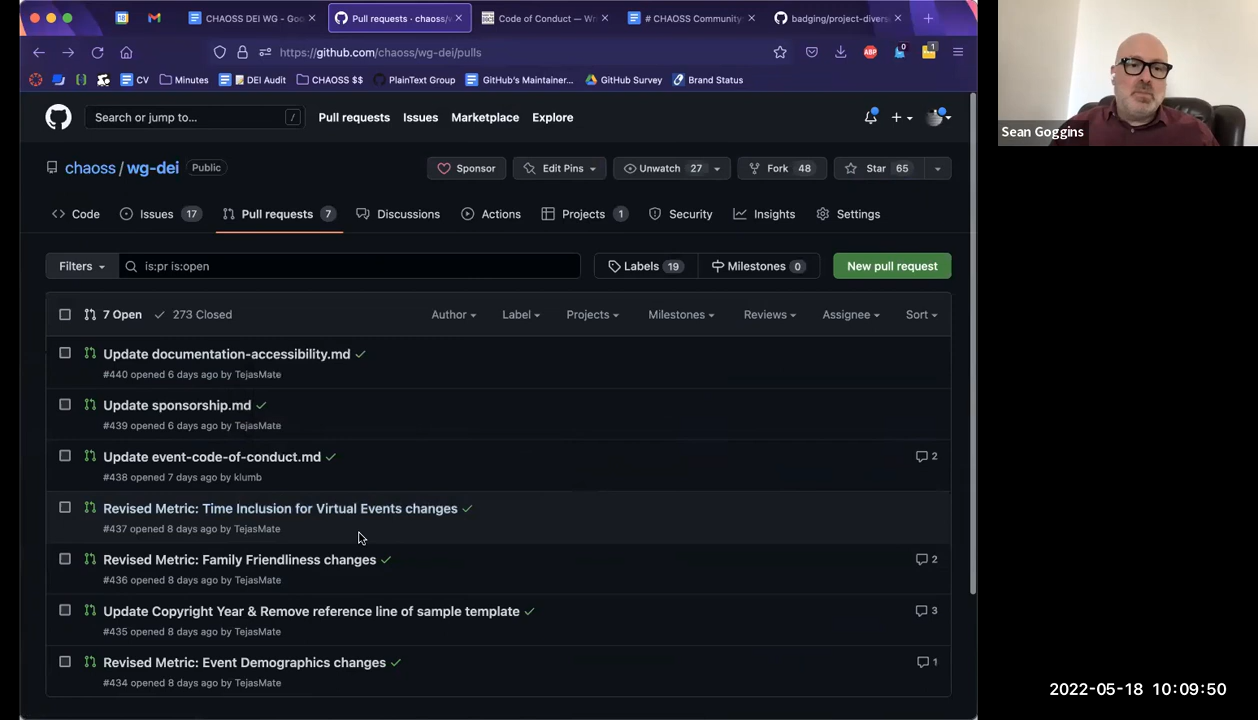 CHAOSS DEI WG - Goo
Pull requests · chaoss/w
Code of Conduct — Wr
# CHAOSS Community
badging/project-divers
https://github.com/chaoss/wg-dei/pulls
ABP
0
1
CV
Minutes
DEI Audit
CHAOSS $$
PlainText Group
GitHub's Maintainer...
GitHub Survey
Brand Status
Search or jump to...
/
Pull requests
Issues
Marketplace
Explore
chaoss / wg-dei
Public
Sponsor
Edit Pins
Unwatch 27
Fork 48
Star 65
Code
Issues 17
Pull requests 7
Discussions
Actions
Projects 1
Security
Insights
Settings
Filters
is:pr is:open
Labels 19
Milestones 0
New pull request
7 Open
273 Closed
Author
Label
Projects
Milestones
Reviews
Assignee
Sort
Update documentation-accessibility.md
#440 opened 6 days ago by TejasMate
Update sponsorship.md
#439 opened 6 days ago by TejasMate
Update event-code-of-conduct.md
2
#438 opened 7 days ago by klumb
Revised Metric: Time Inclusion for Virtual Events changes
#437 opened 8 days ago by TejasMate
Revised Metric: Family Friendliness changes
2
#436 opened 8 days ago by TejasMate
Update Copyright Year & Remove reference line of sample template
3
#435 opened 8 days ago by TejasMate
Revised Metric: Event Demographics changes
1
#434 opened 8 days ago by TejasMate
Sean Goggins
2022-05-18 10:09:50